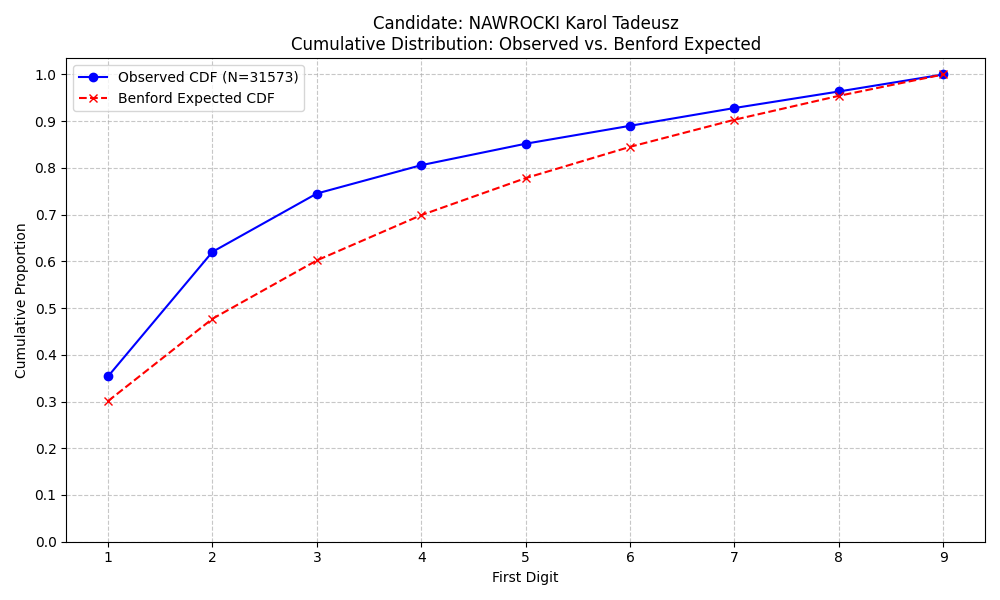 Candidate: NAWROCKI Karol Tadeusz
Cumulative Distribution: Observed vs. Benford Expected
Observed CDF (N=31573)
Benford Expected CDF
Cumulative Proportion
1.0
0.9
0.8
0.7
0.6
0.5
0.4
0.3
0.2
0.1
0.0
1 2 3 4 5 6 7 8 9
First Digit